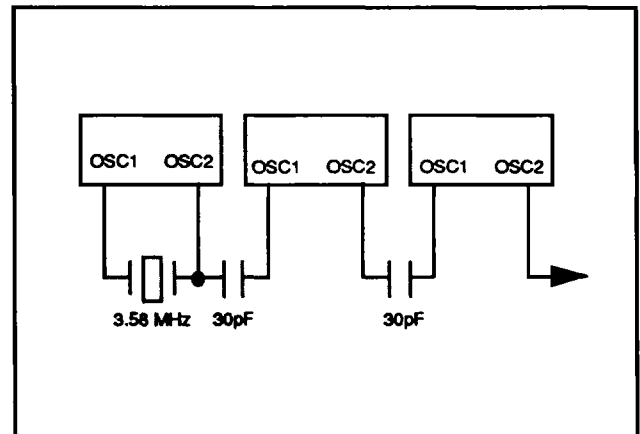 OSC1 OSC2 OSC1 OSC2 OSC1 OSC2
3.58 MHz 30pF 30pF